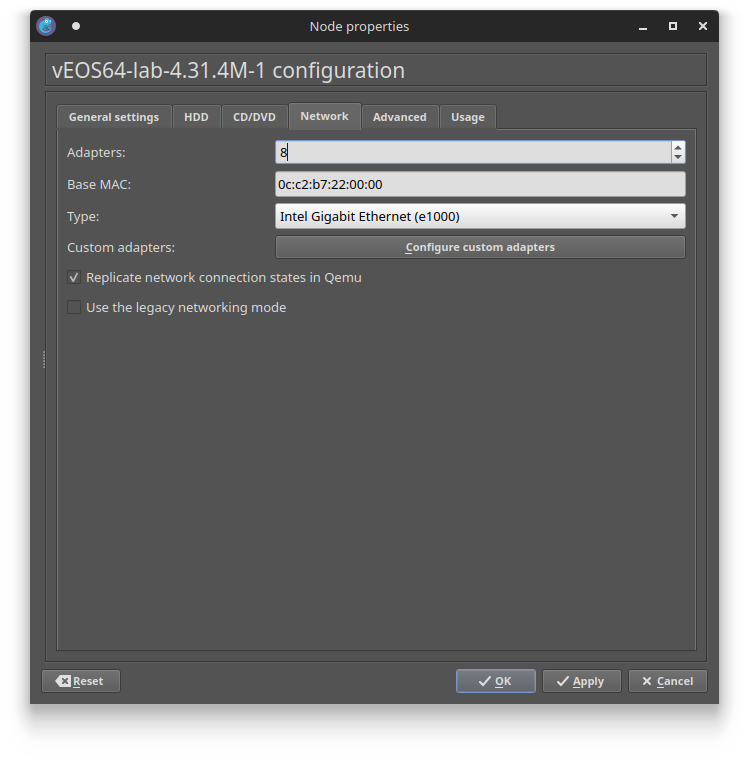 Node properties
vEOS64-lab-4.31.4M-1 configuration
General settings HDD CD/DVD Network Advanced Usage
Adapters: 8
Base MAC: 0c:c2:b7:22:00:00
Type: Intel Gigabit Ethernet (e1000)
Custom adapters: Configure custom adapters
Replicate network connection states in Qemu
Use the legacy networking mode
Reset OK Apply Cancel